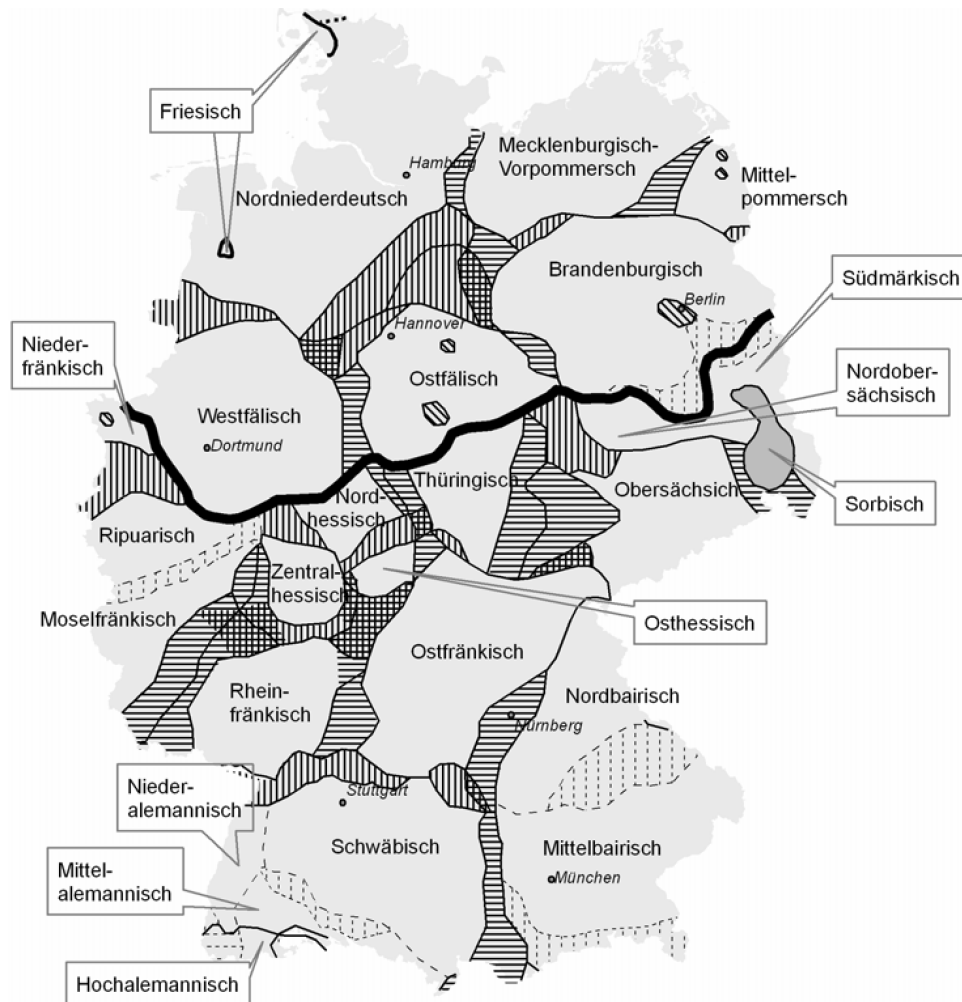 Friesisch
Mecklenburgisch-
Vorpommersch
Hamburg
Nordniederdeutsch
Mittel-
pommersch
Brandenburgisch
Südmärkisch
Berlin
Hannover
Nieder-
fränkisch
Nordober-
sächsisch
Ostfälisch
Westfälisch
Dortmund
Thüringisch
Obersächsich
Nord-
hessisch
Sorbisch
Ripuarisch
Zentral-
hessisch
Moselfränkisch
Osthessisch
Ostfränkisch
Rhein-
fränkisch
Nordbairisch
Nürnberg
Nieder-
alemannisch
Stuttgart
Schwäbisch
Mittelbairisch
München
Mittel-
alemannisch
Hochalemannisch